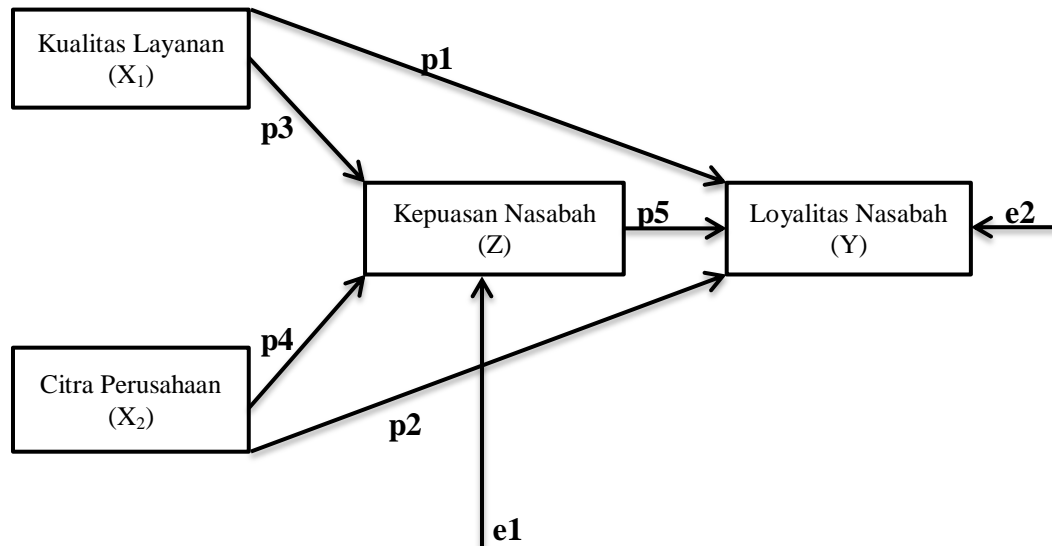 Kualitas Layanan
(X₁)
p1
p3
Kepuasan Nasabah
(Z)
p5
Loyalitas Nasabah
(Y)
e2
p4
Citra Perusahaan
(X₂)
p2
e1